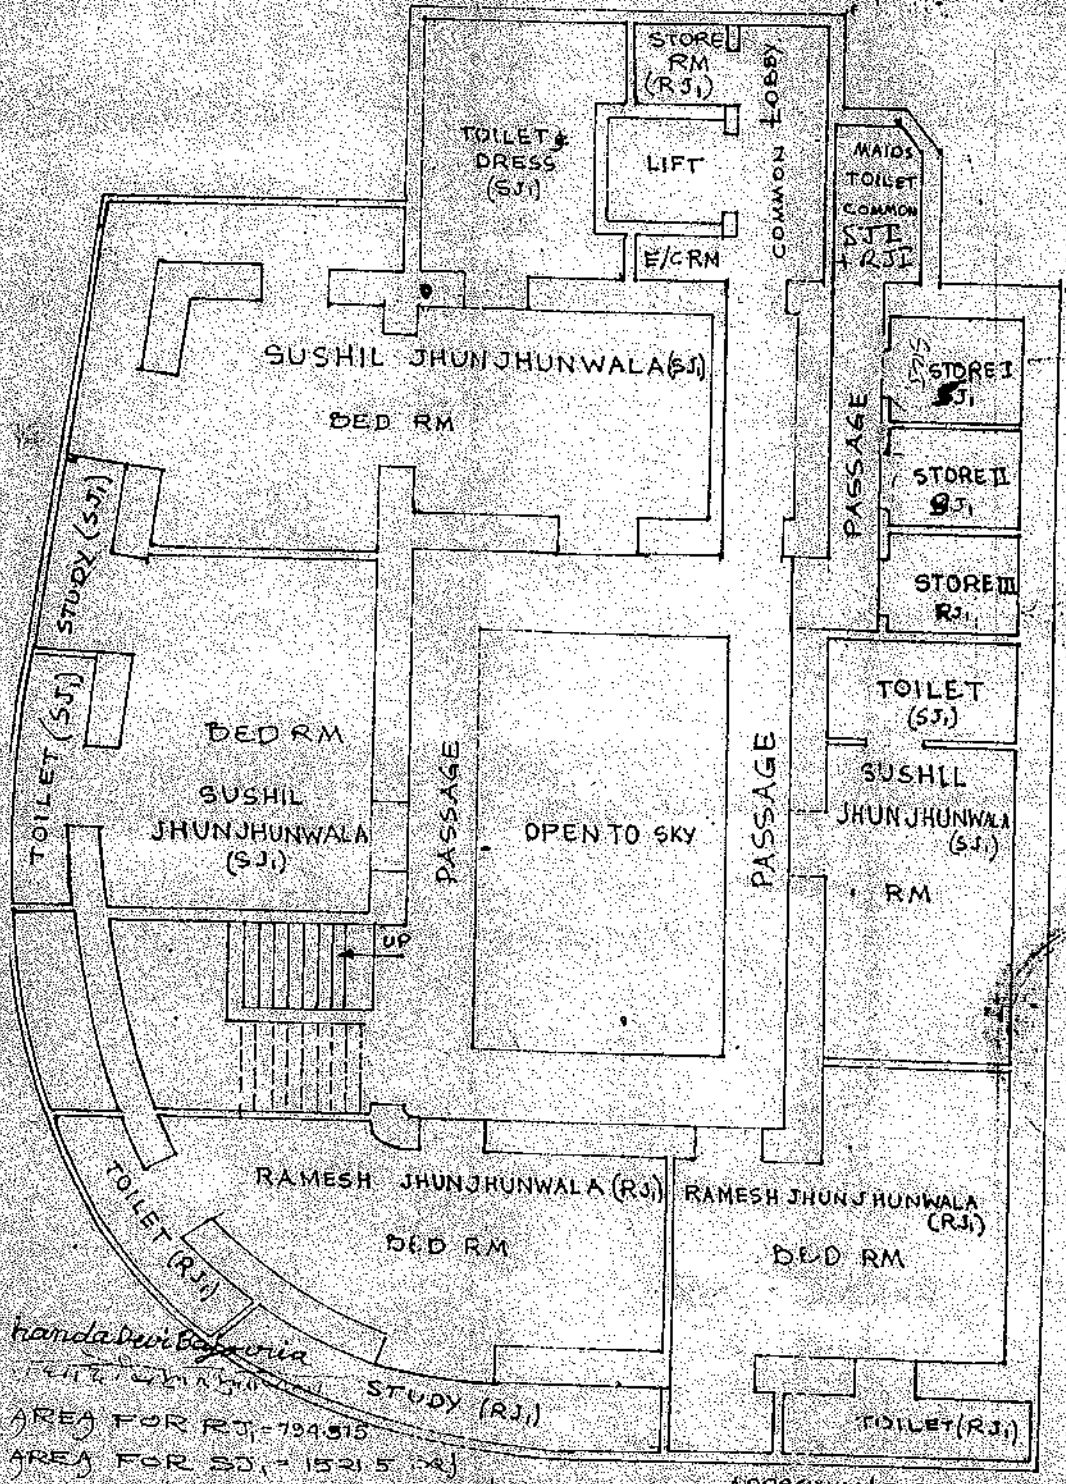 STORE
RM
(RJ₁)
COMMON LOBBY
TOILET &
DRESS
(SJ₁)
LIFT
E/C RM
MAIDS
TOILET
COMMON
SJI
+ RJI
SUSHIL JHUNJHUNWALA (SJ₁)
BED RM
PASSAGE
STORE I
SJ₁
STORE II
SJ₁
STORE III
RJ₁
STUDY (SJ₁)
TOILET (SJ₁)
BED RM
SUSHIL
JHUNJHUNWALA
(SJ₁)
PASSAGE
OPEN TO SKY
PASSAGE
TOILET
(SJ₁)
SUSHIL
JHUNJHUNWALA
(SJ₁)
RM
UP
TOILET (RJ₁)
RAMESH JHUNJHUNWALA (RJ₁)
BED RM
RAMESH JHUNJHUNWALA
(RJ₁)
BED RM
STUDY (RJ₁)
TOILET (RJ₁)
AREA FOR RJ₁ = 794.315
AREA FOR SJ₁ = 1521.5